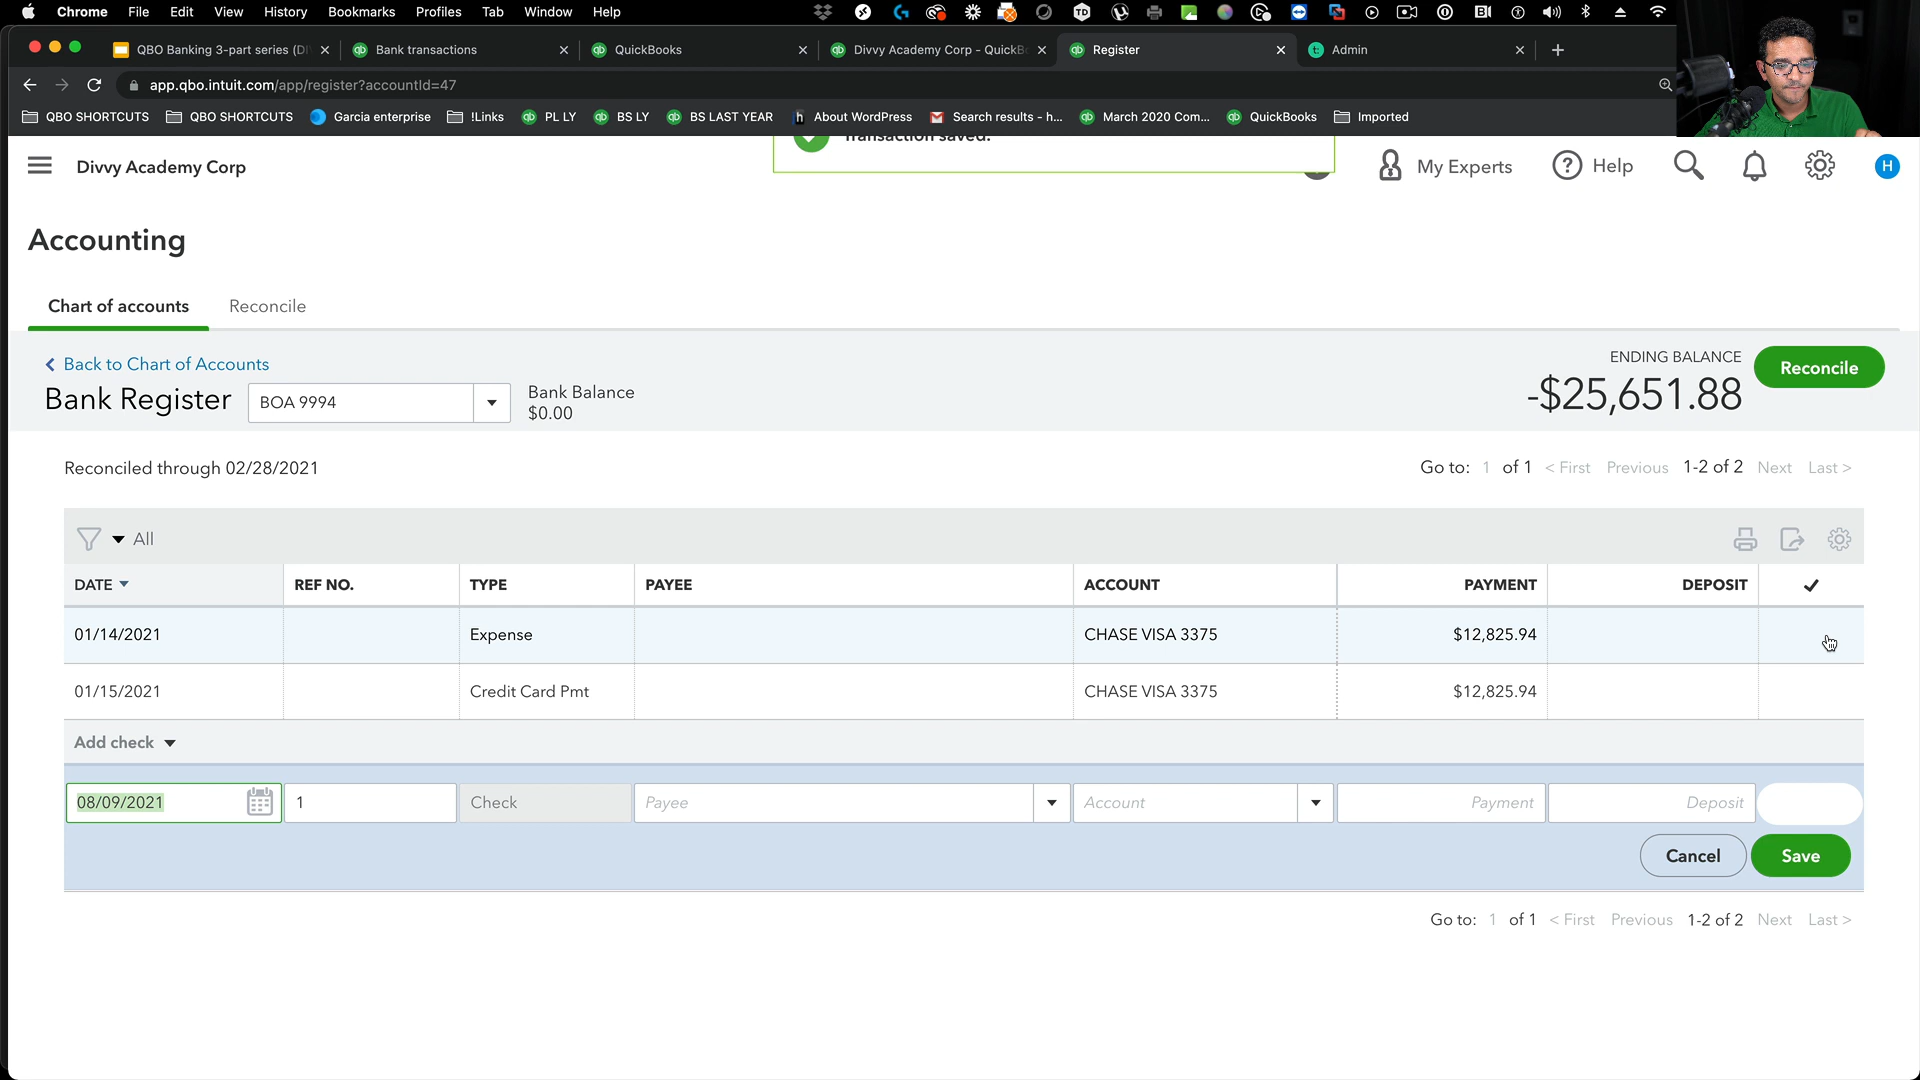 Chrome File Edit View History Bookmarks Profiles Tab Window Help
QBO Banking 3-part series (DI Bank transactions QuickBooks Divvy Academy Corp - QuickB Register Admin
app.qbo.intuit.com/app/register?accountId=47
QBO SHORTCUTS QBO SHORTCUTS Garcia enterprise !Links PL LY BS LY BS LAST YEAR About WordPress Search results - h... March 2020 Com... QuickBooks Imported
Transaction saved.
Divvy Academy Corp My Experts Help H
Accounting
Chart of accounts Reconcile
Back to Chart of Accounts
Bank Register BOA 9994 Bank Balance
$0.00
ENDING BALANCE
-$25,651.88 Reconcile
Reconciled through 02/28/2021 Go to: 1 of 1 < First Previous 1-2 of 2 Next Last >
All
DATE REF NO. TYPE PAYEE ACCOUNT PAYMENT DEPOSIT ✓
01/14/2021 Expense CHASE VISA 3375 $12,825.94
01/15/2021 Credit Card Pmt CHASE VISA 3375 $12,825.94
Add check
08/09/2021 1 Check Payee Account Payment Deposit
Cancel Save
Go to: 1 of 1 < First Previous 1-2 of 2 Next Last >